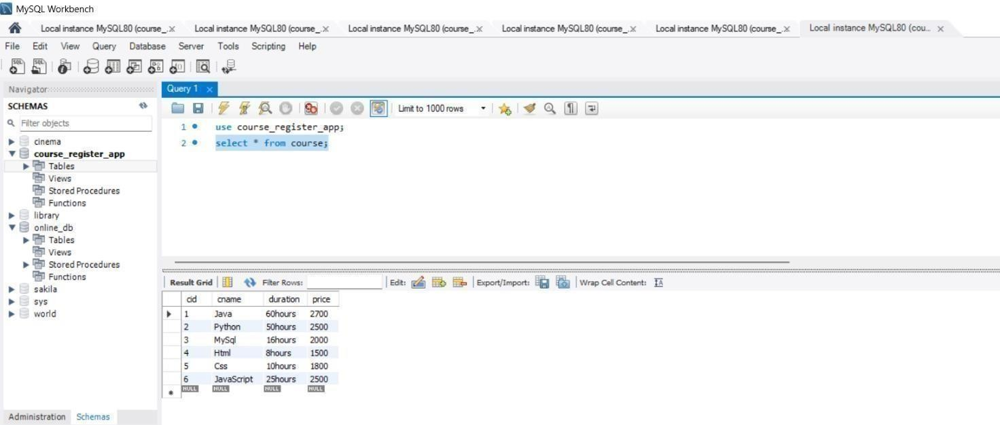 MySQL Workbench
Local instance MySQL80 (course_.x Local instance MySQL80 (course_.x Local instance MySQL80 (course_.x Local instance MySQL80 (course_.x Local instance MySQL80 (course_.x Local instance MySQL80 (cou... x
File Edit View Query Database Server Tools Scripting Help
Navigator
Query 1 x
SCHEMAS
Filter objects
Limit to 1000 rows
1 use course_register_app;
2 select * from course;
cinema
course_register_app
Tables
Views
Stored Procedures
Functions
library
online_db
Tables
Views
Stored Procedures
Functions
sakila
sys
world
Result Grid Filter Rows: Edit: Export/Import: Wrap Cell Content:
cid cname duration price
1 Java 60hours 2700
2 Python 50hours 2500
3 MySql 16hours 2000
4 Html 8hours 1500
5 Css 10hours 1800
6 JavaScript 25hours 2500
NULL NULL NULL NULL
Administration Schemas